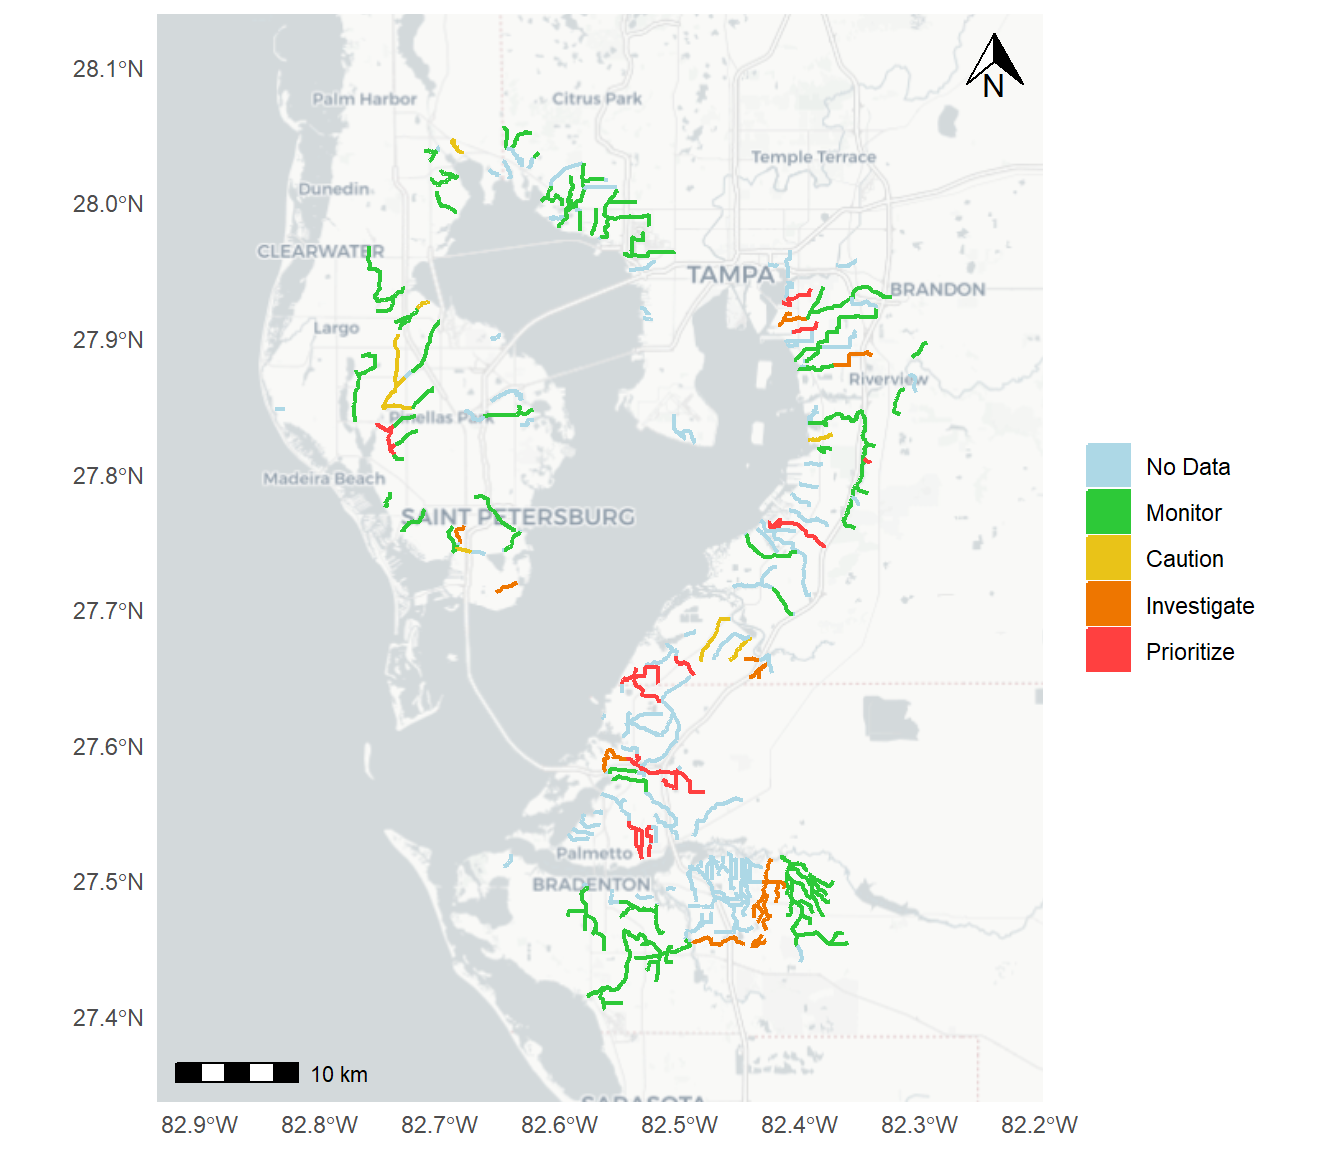 28.1°N
28.0°N
27.9°N
27.8°N
27.7°N
27.6°N
27.5°N
27.4°N
N
Palm Harbor
Citrus Park
Temple Terrace
Dunedin
CLEARWATER
TAMPA
BRANDON
Largo
Riverview
Pinellas Park
Madeira Beach
SAINT PETERSBURG
Palmetto
BRADENTON
SARASOTA
10 km
82.9°W
82.8°W
82.7°W
82.6°W
82.5°W
82.4°W
82.3°W
82.2°W
No Data
Monitor
Caution
Investigate
Prioritize